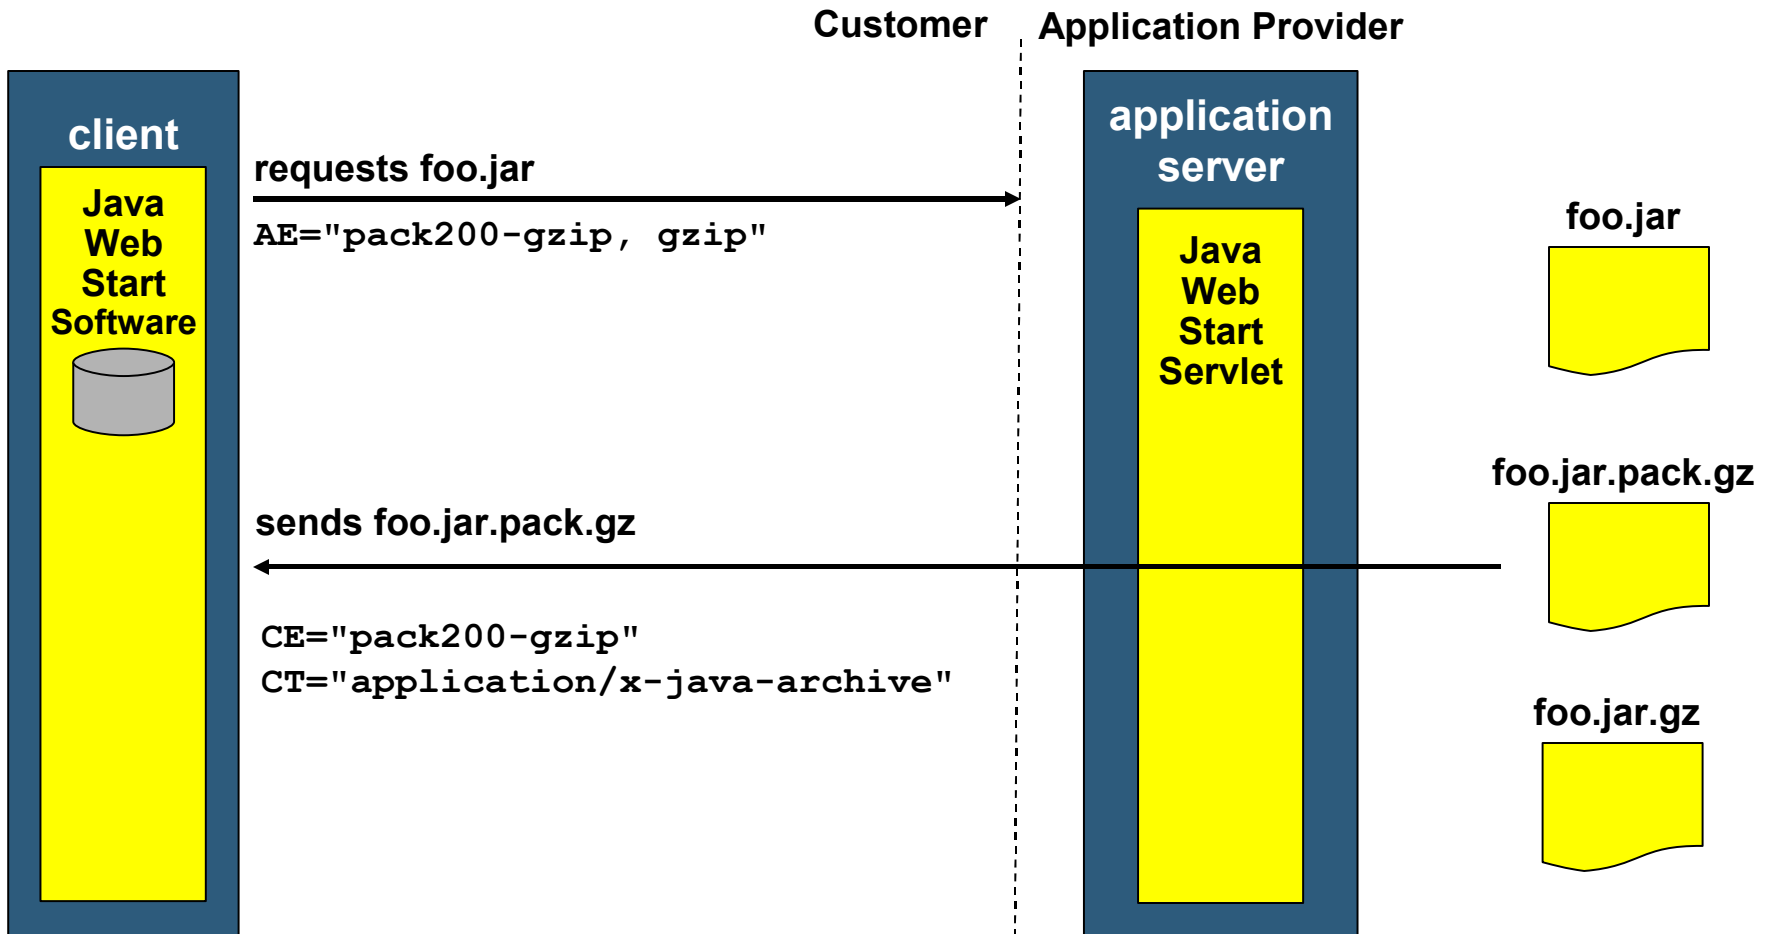 Customer
Application Provider
client
Java
Web
Start
Software
requests foo.jar
AE="pack200-gzip, gzip"
application
server
Java
Web
Start
Servlet
foo.jar
foo.jar.pack.gz
sends foo.jar.pack.gz
CE="pack200-gzip"
CT="application/x-java-archive"
foo.jar.gz